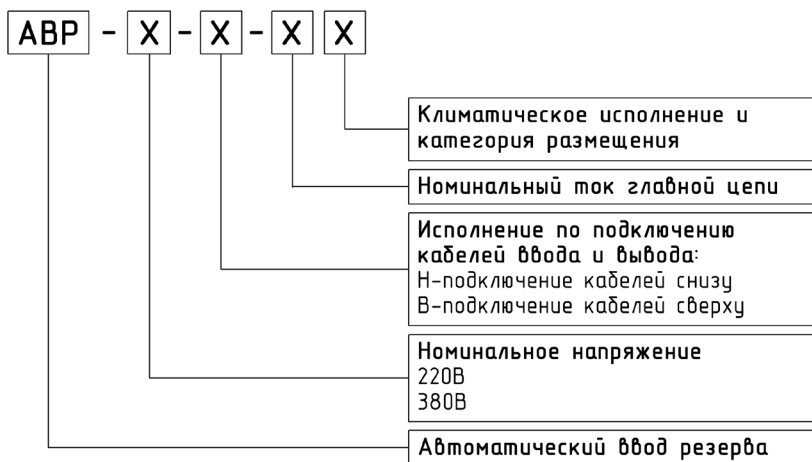 АВР - X - X - X X
Климатическое исполнение и
категория размещения
Номинальный ток главной цепи
Исполнение по подключению
кабелей ввода и вывода:
Н-подключение кабелей снизу
В-подключение кабелей сверху
Номинальное напряжение
220В
380В
Автоматический ввод резерва